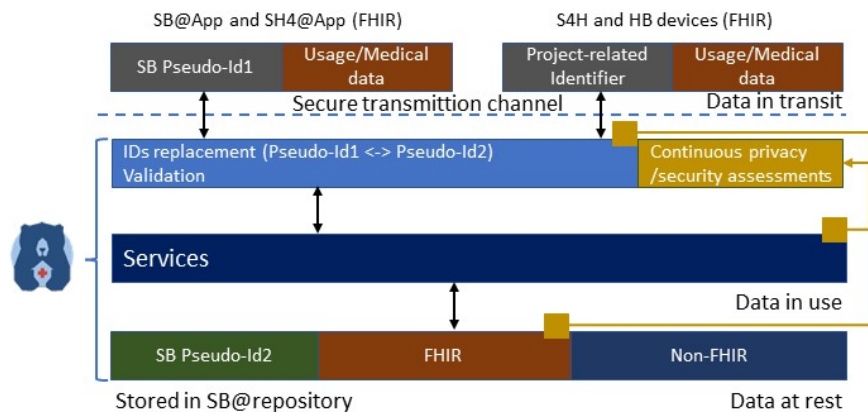 SB@App and SH4@App (FHIR)
S4H and HB devices (FHIR)
SB Pseudo-Id1
Usage/Medical
data
Project-related
Identifier
Usage/Medical
data
Secure transmittion channel
Data in transit
IDs replacement (Pseudo-Id1 <-> Pseudo-Id2)
Validation
Continuous privacy
/security assessments
Services
Data in use
SB Pseudo-Id2
FHIR
Non-FHIR
Stored in SB@repository
Data at rest